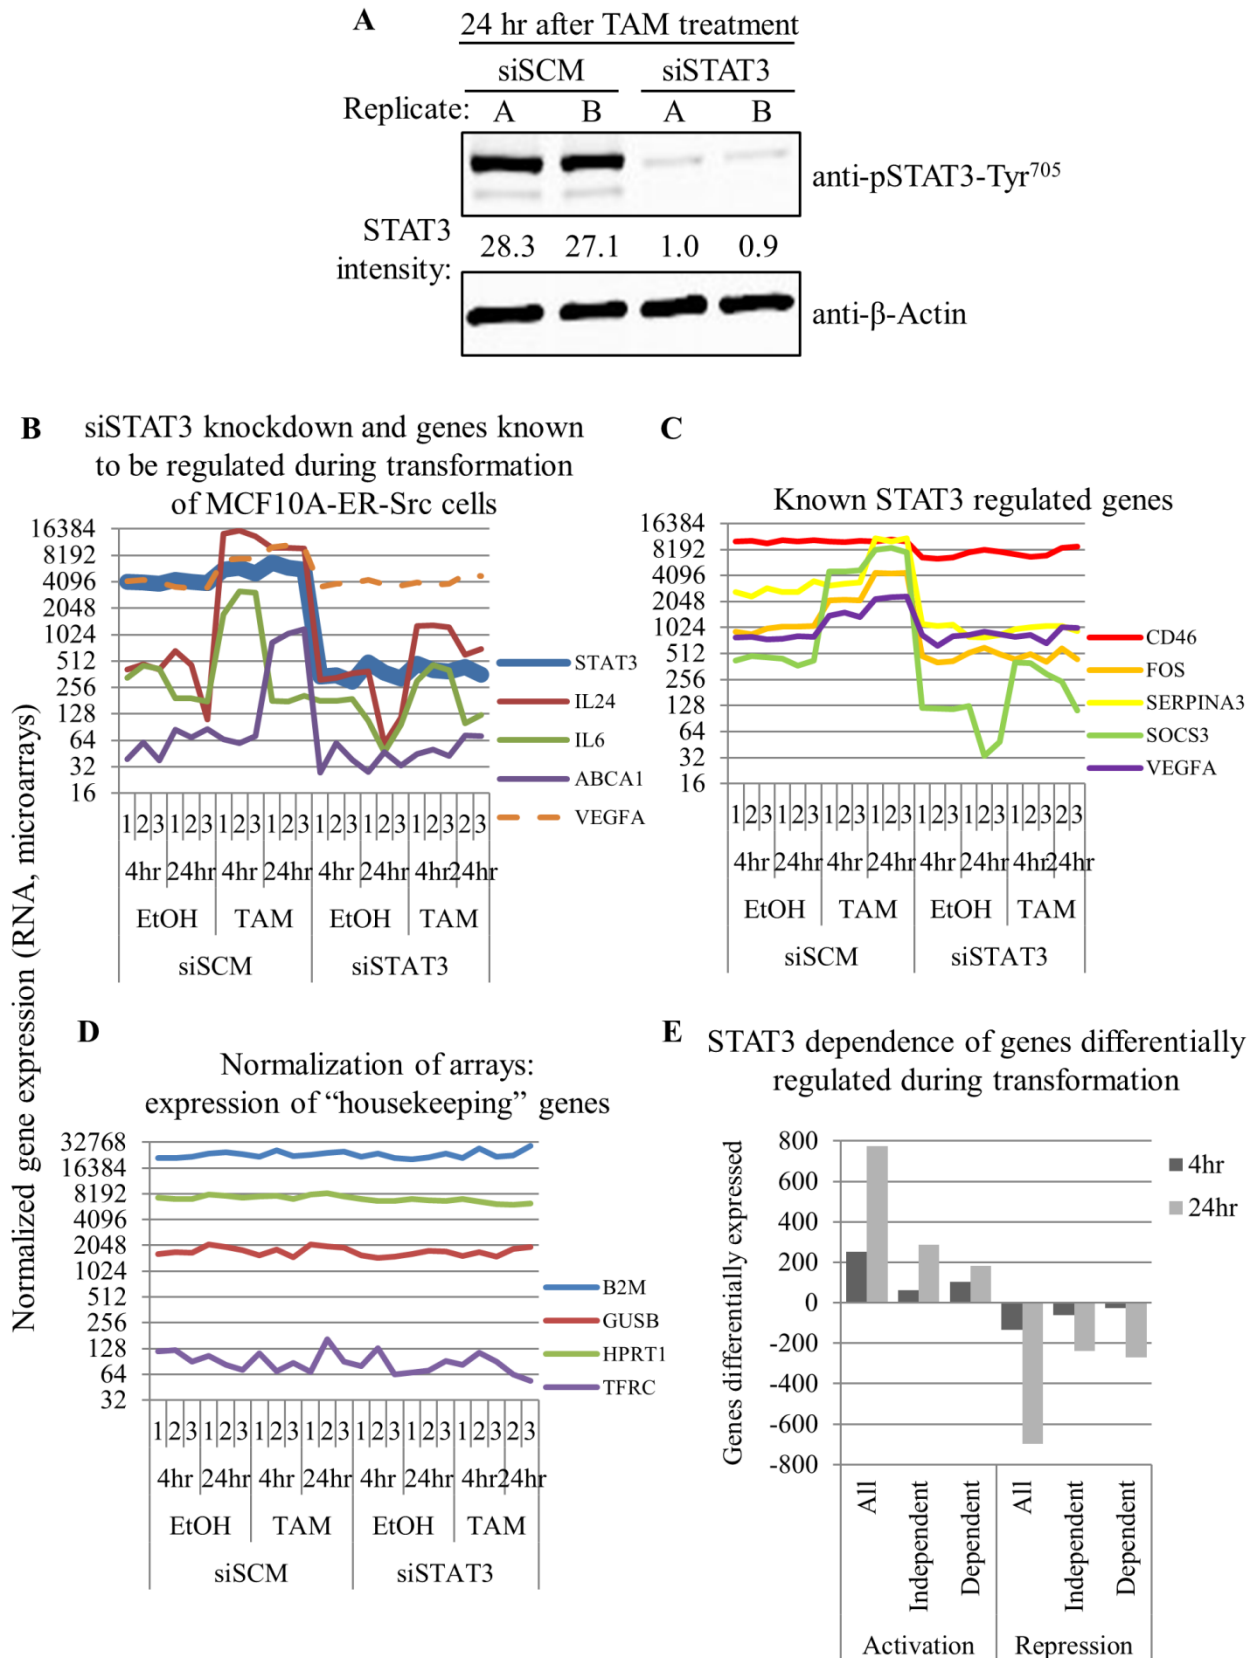 A
24 hr after TAM treatment
siSCM siSTAT3
Replicate: A B A B
anti-pSTAT3-Tyr705
STAT3 intensity: 28.3 27.1 1.0 0.9
anti-β-Actin
Normalized gene expression (RNA, microarrays)
B
siSTAT3 knockdown and genes known
to be regulated during transformation
of MCF10A-ER-Src cells
16384
8192
4096
2048
1024
512
256
128
64
32
16
STAT3
IL24
IL6
ABCA1
VEGFA
1 2 3 1 2 3 1 2 3 1 2 3 1 2 3 1 2 3 1 2 3 2 3
4hr 24hr 4hr 24hr 4hr 24hr 4hr 24hr
EtOH TAM EtOH TAM
siSCM siSTAT3
C
Known STAT3 regulated genes
16384
8192
4096
2048
1024
512
256
128
64
32
16
CD46
FOS
SERPINA3
SOCS3
VEGFA
1 2 3 1 2 3 1 2 3 1 2 3 1 2 3 1 2 3 1 2 3 2 3
4hr 24hr 4hr 24hr 4hr 24hr 4hr 24hr
EtOH TAM EtOH TAM
siSCM siSTAT3
D
Normalization of arrays:
expression of “housekeeping” genes
32768
16384
8192
4096
2048
1024
512
256
128
64
32
B2M
GUSB
HPRT1
TFRC
1 2 3 1 2 3 1 2 3 1 2 3 1 2 3 1 2 3 1 2 3 2 3
4hr 24hr 4hr 24hr 4hr 24hr 4hr 24hr
EtOH TAM EtOH TAM
siSCM siSTAT3
E
STAT3 dependence of genes differentially
regulated during transformation
Genes differentially expressed
800
600
400
200
0
-200
-400
-600
-800
4hr
24hr
All Independent Dependent All Independent Dependent
Activation Repression